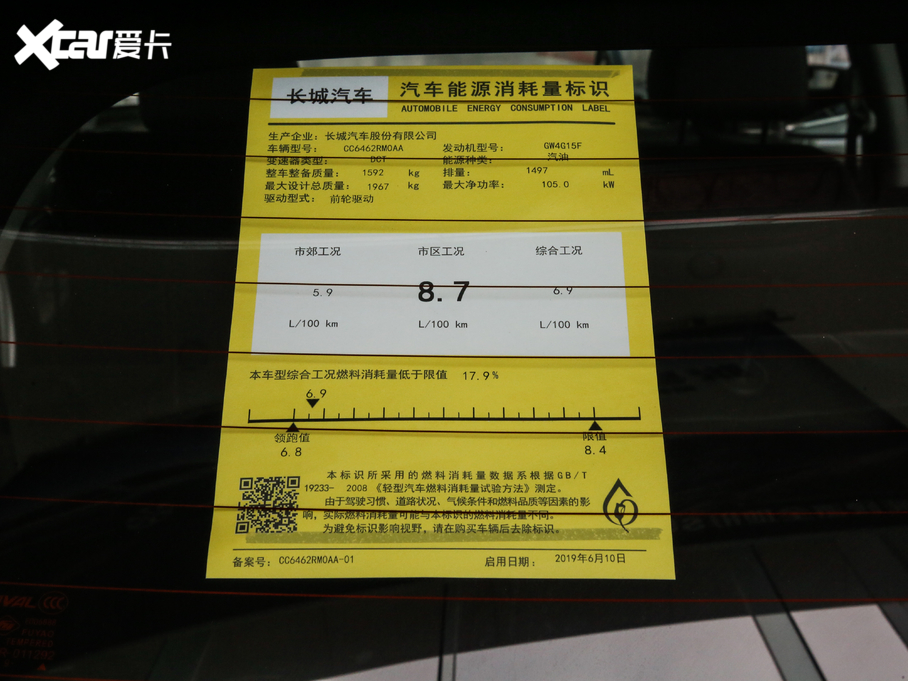 Xcar爱卡
长城汽车 汽车能源消耗量标识
AUTOMOBILE ENERGY CONSUMPTION LABEL
生产企业：长城汽车股份有限公司
车辆型号： CC6462RM0AA 发动机型号： GW4G15F
变速器类型： DCT 能源种类： 汽油
整车整备质量： 1592 kg 排量： 1497 mL
最大设计总质量： 1967 kg 最大净功率： 105.0 kW
驱动型式： 前轮驱动
市郊工况 市区工况 综合工况
5.9 8.7 6.9
L/100 km L/100 km L/100 km
本车型综合工况燃料消耗量低于限值 17.9%
6.9
领跑值 限值
6.8 8.4
本标识所采用的燃料消耗量数据系根据GB/T
19233- 2008 《轻型汽车燃料消耗量试验方法》测定。
由于驾驶习惯、道路状况、气候条件和燃料品质等因素的影
响，实际燃料消耗量可能与本标识的燃料消耗量不同。
为避免标识影响视野，请在购买车辆后去除标识。
备案号： CC6462RM0AA-01 启用日期： 2019年6月10日